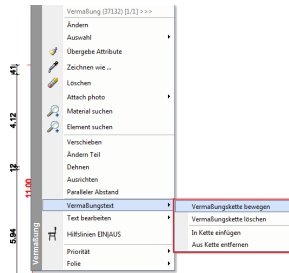 Vermaßung (37132) [1/1] >>>
Ändern
Auswahl
Übergebe Attribute
Zeichnen wie ...
Löschen
Attach photo
Material suchen
Element suchen
Verschieben
Ändern Teil
Dehnen
Ausrichten
Paralleler Abstand
Vermaßungstext
Text bearbeiten
Hilfslinien EIN|AUS
Priorität
Folie
Vermaßungskette bewegen
Vermaßungskette löschen
In Kette einfügen
Aus Kette entfernen
Vermaßung
41
4.12
12
11.00
5.94